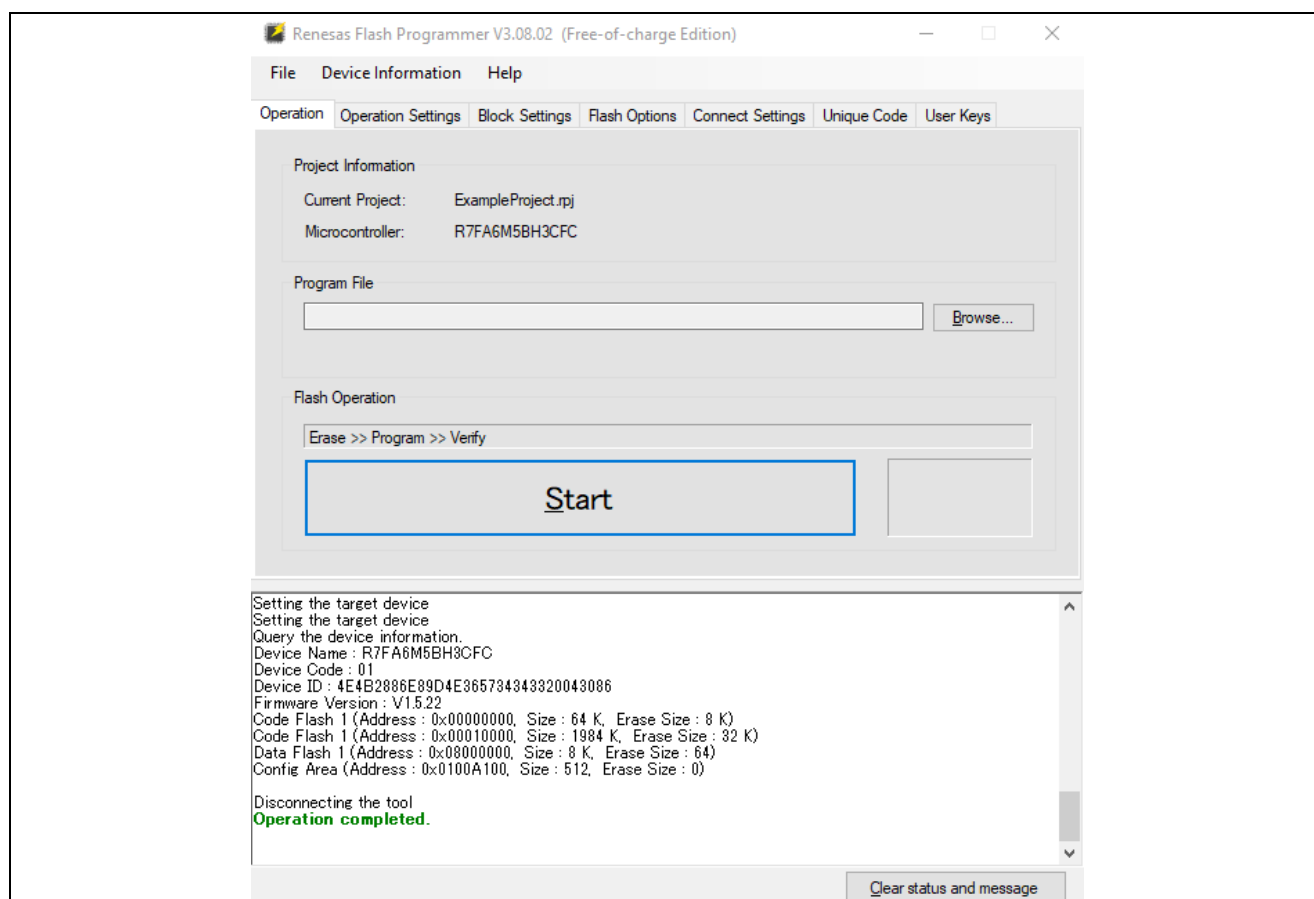 Renesas Flash Programmer V3.08.02 (Free-of-charge Edition)
File Device Information Help
Operation Operation Settings Block Settings Flash Options Connect Settings Unique Code User Keys
Project Information
Current Project: ExampleProject.rpj
Microcontroller: R7FA6M5BH3CFC
Program File
Browse...
Flash Operation
Erase >> Program >> Verify
Start
Setting the target device
Setting the target device
Query the device information.
Device Name : R7FA6M5BH3CFC
Device Code : 01
Device ID : 4E4B2886E89D4E365734343320043086
Firmware Version : V1.5.22
Code Flash 1 (Address : 0x00000000, Size : 64 K, Erase Size : 8 K)
Code Flash 1 (Address : 0x00010000, Size : 1984 K, Erase Size : 32 K)
Data Flash 1 (Address : 0x08000000, Size : 8 K, Erase Size : 64)
Config Area (Address : 0x0100A100, Size : 512, Erase Size : 0)
Disconnecting the tool
Operation completed.
Clear status and message